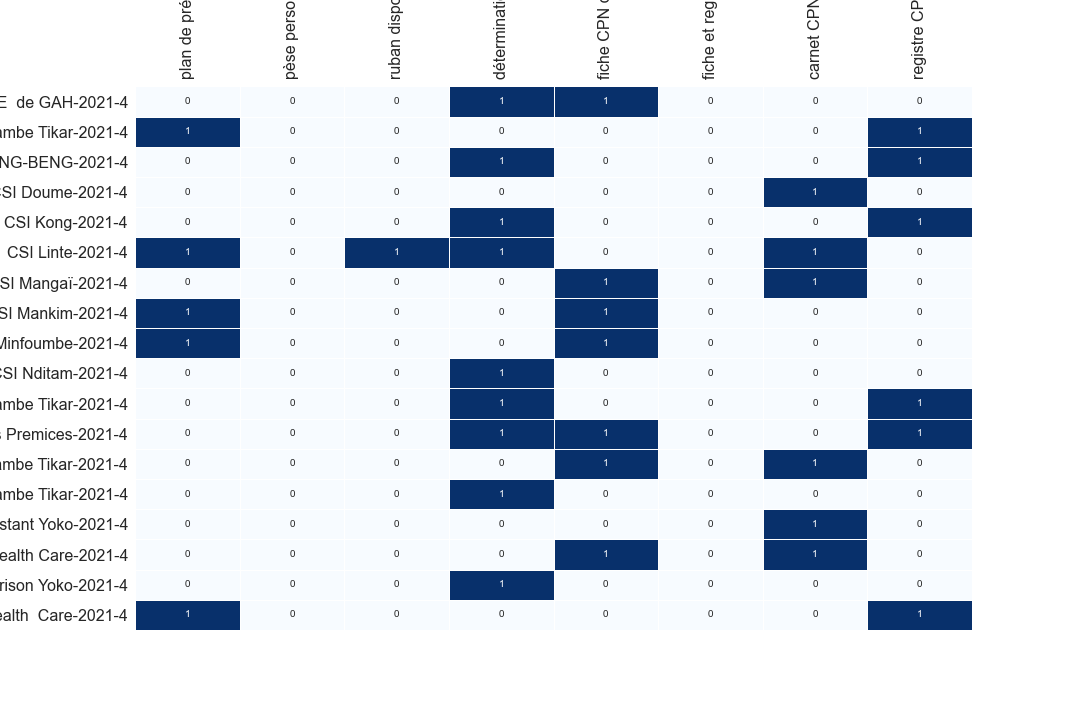 plan de pré
pèse perso
ruban dispo
déterminati
fiche CPN
fiche et reg
carnet CPN
registre CP
E de GAH-2021-4 0 0 0 1 1 0 0 0
ambe Tikar-2021-4 1 0 0 0 0 0 0 1
NG-BENG-2021-4 0 0 0 1 0 0 0 1
CSI Doume-2021-4 0 0 0 0 0 0 1 0
CSI Kong-2021-4 0 0 0 1 0 0 0 1
CSI Linte-2021-4 1 0 1 1 0 0 1 0
SI Mangaï-2021-4 0 0 0 0 1 0 1 0
SI Mankim-2021-4 1 0 0 0 1 0 0 0
Minfoumbe-2021-4 1 0 0 0 1 0 0 0
CSI Nditam-2021-4 0 0 0 1 0 0 0 0
ambe Tikar-2021-4 0 0 0 1 0 0 0 1
s Premices-2021-4 0 0 0 1 1 0 0 1
ambe Tikar-2021-4 0 0 0 0 1 0 1 0
ambe Tikar-2021-4 0 0 0 1 0 0 0 0
stant Yoko-2021-4 0 0 0 0 0 0 1 0
ealth Care-2021-4 0 0 0 0 1 0 1 0
rison Yoko-2021-4 0 0 0 1 0 0 0 0
ealth Care-2021-4 1 0 0 0 0 0 0 1